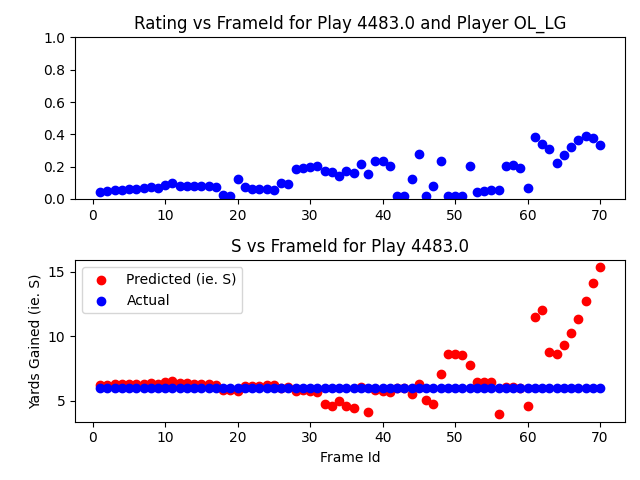 Rating vs FrameId for Play 4483.0 and Player OL_LG
1.0
0.8
0.6
0.4
0.2
0.0
0 10 20 30 40 50 60 70
S vs FrameId for Play 4483.0
Yards Gained (ie. S)
15
10
5
Predicted (ie. S)
Actual
0 10 20 30 40 50 60 70
Frame Id